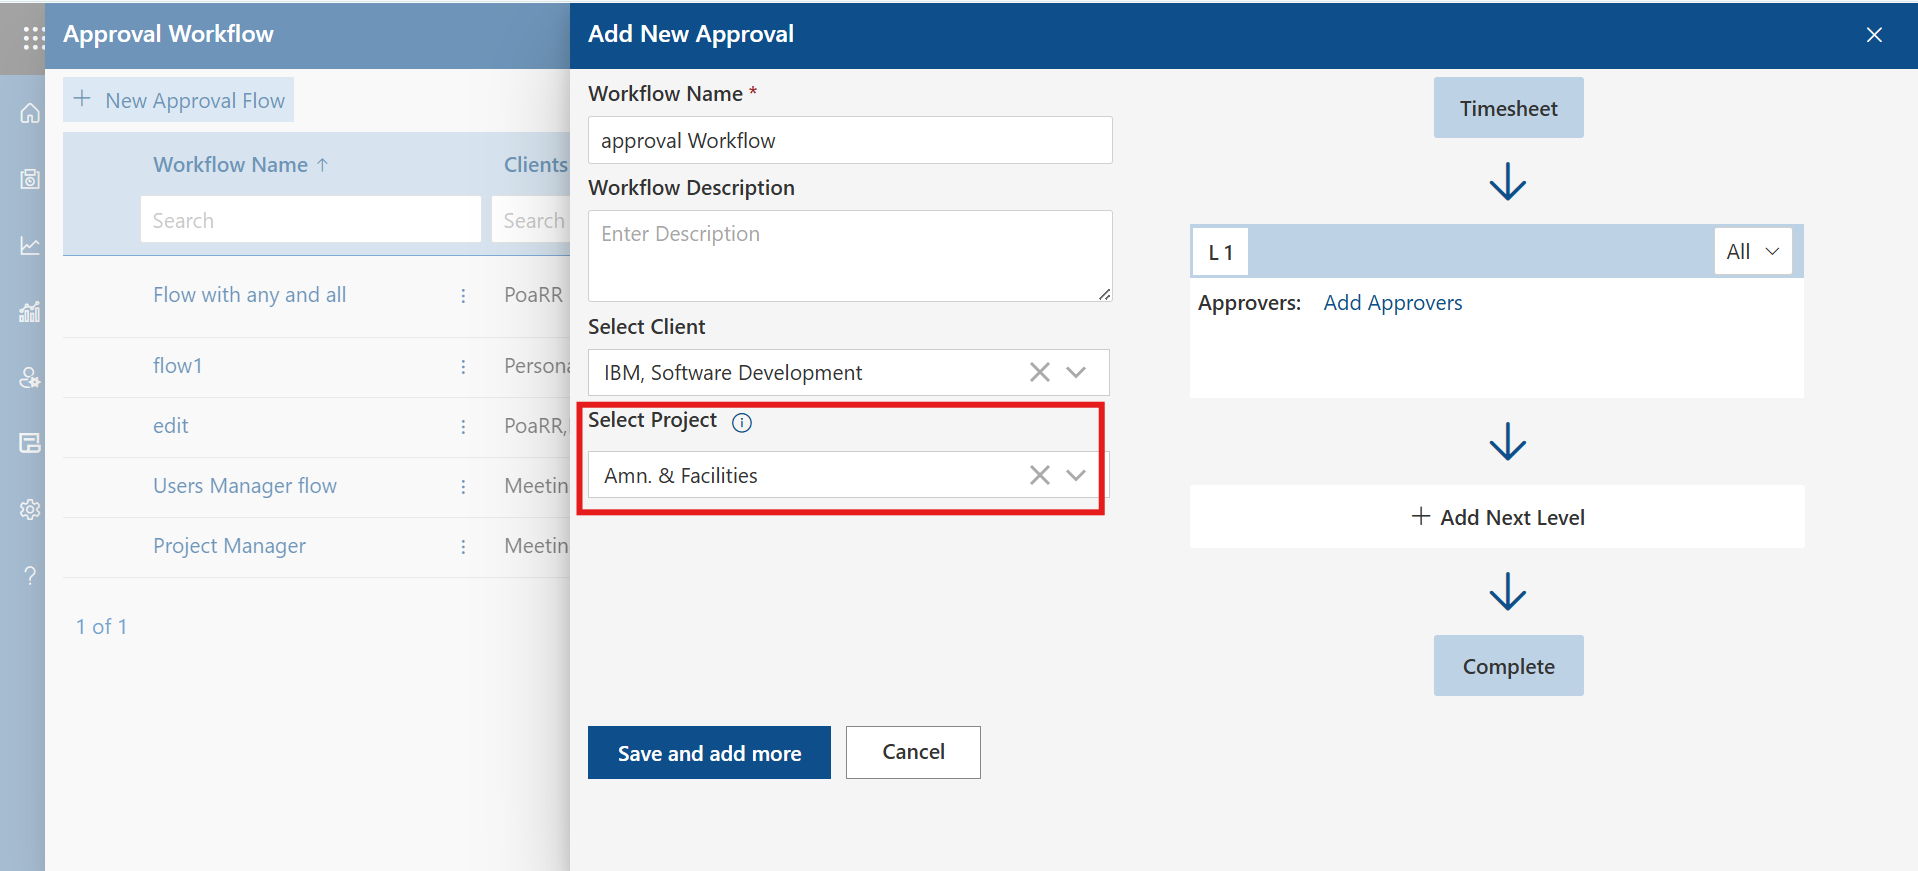 Approval Workflow
+ New Approval Flow
Workflow Name ↑ Clients
Search Search
Flow with any and all PoaRR
flow1 Persona
edit PoaRR,
Users Manager flow Meetin
Project Manager Meetin
1 of 1
Add New Approval
Workflow Name *
approval Workflow
Workflow Description
Enter Description
Select Client
IBM, Software Development
Select Project
Amn. & Facilities
Save and add more Cancel
Timesheet
L 1 All
Approvers: Add Approvers
+ Add Next Level
Complete